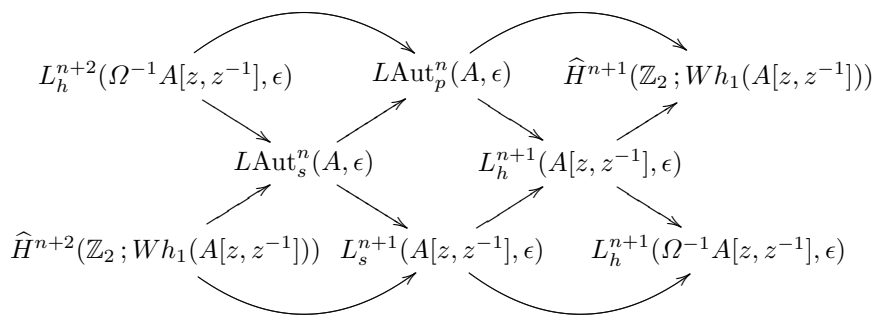 L_h^{n+2}(Ω^{-1}A[z, z^{-1}], ϵ) LAut_p^n(A, ϵ) Ĥ^{n+1}(ℤ_2 ; Wh_1(A[z, z^{-1}]))
LAut_s^n(A, ϵ) L_h^{n+1}(A[z, z^{-1}], ϵ)
Ĥ^{n+2}(ℤ_2 ; Wh_1(A[z, z^{-1}])) L_s^{n+1}(A[z, z^{-1}], ϵ) L_h^{n+1}(Ω^{-1}A[z, z^{-1}], ϵ)